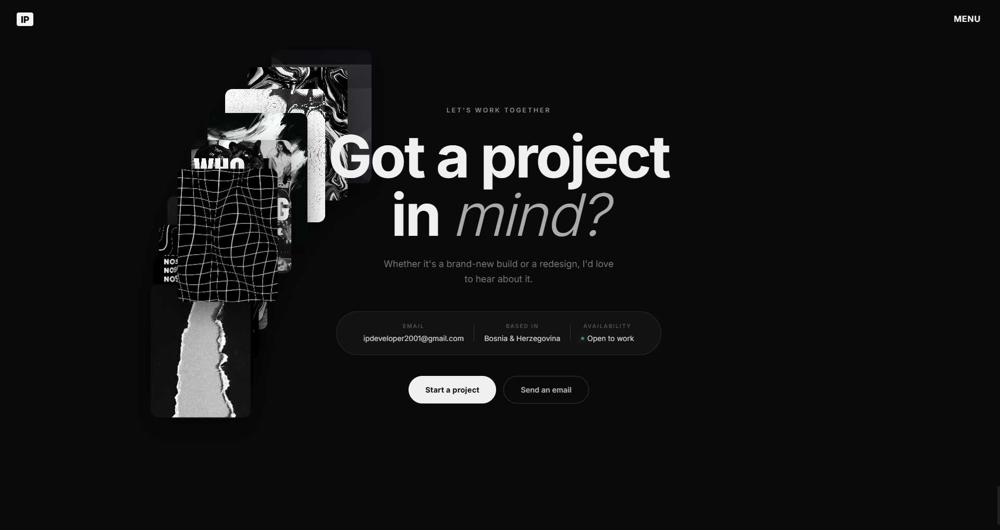 IP
MENU
LET'S WORK TOGETHER
WHO
Got a project
in mind?
G
NOS
NOS
NOS
Whether it's a brand-new build or a redesign, I'd love
to hear about it.
EMAIL
ipdeveloper2001@gmail.com
BASED IN
Bosnia & Herzegovina
AVAILABILITY
Open to work
Start a project
Send an email